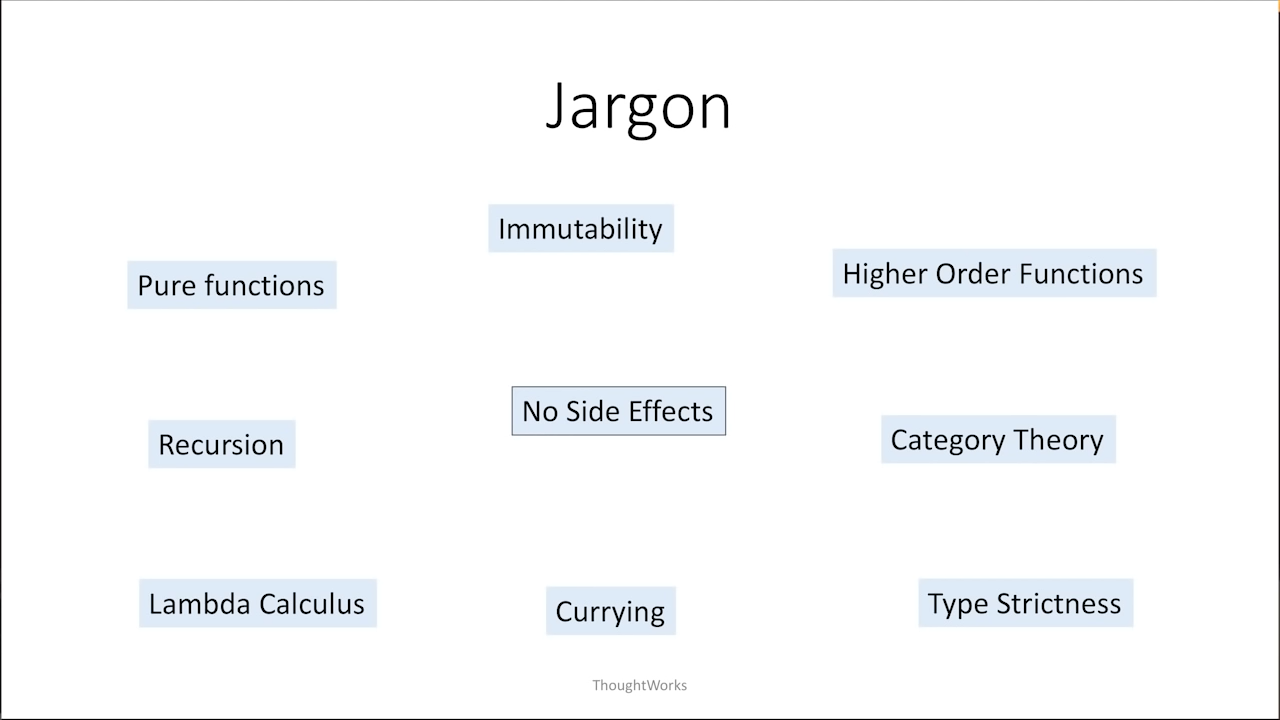 Jargon
Immutability
Higher Order Functions
Pure functions
No Side Effects
Category Theory
Recursion
Lambda Calculus
Currying
Type Strictness
ThoughtWorks